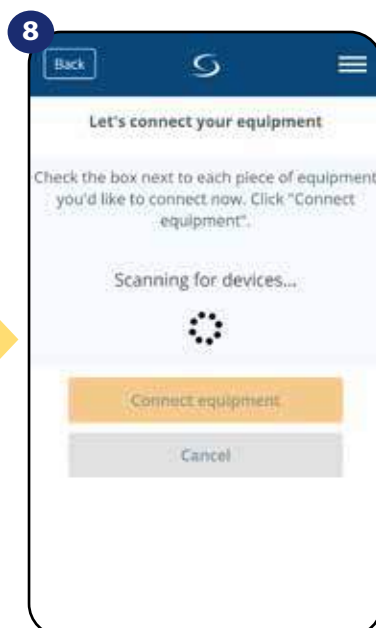 8
Back
Let's connect your equipment
Check the box next to each piece of equipment
you'd like to connect now. Click "Connect
equipment".
Scanning for devices...
Connect equipment
Cancel